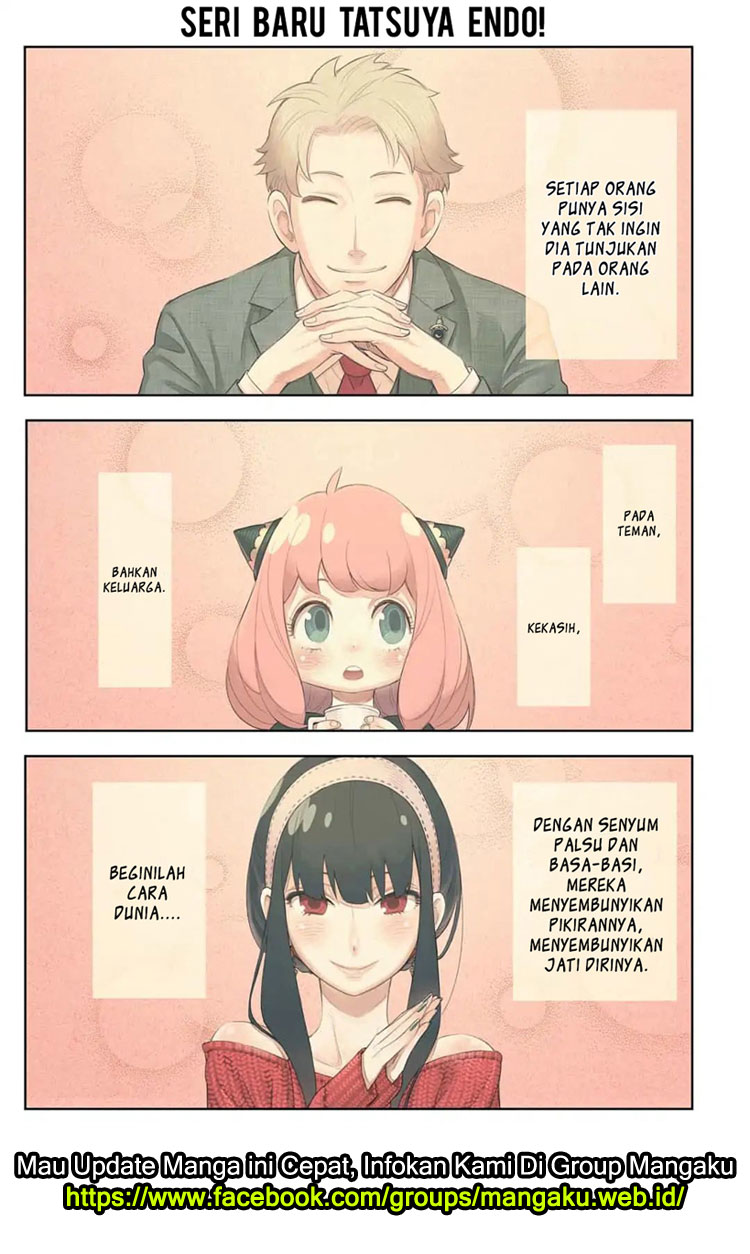 SERI BARU TATSUYA ENDO!
SETIAP ORANG
PUNYA SISI
YANG TAK INGIN
DIA TUNJUKAN
PADA ORANG
LAIN.
PADA
TEMAN,
KEKASIH,
BAHKAN
KELUARGA.
DENGAN SENYUM
PALSU DAN
BASA-BASI,
MEREKA
MENYEMBUNYIKAN
PIKIRANNYA,
MENYEMBUNYIKAN
JATI DIRINYA.
BEGINILAH
CARA
DUNIA....
Mau Update Manga ini Cepat, Infokan Kami Di Group Mangaku
https://www.facebook.com/groups/mangaku.web.id/